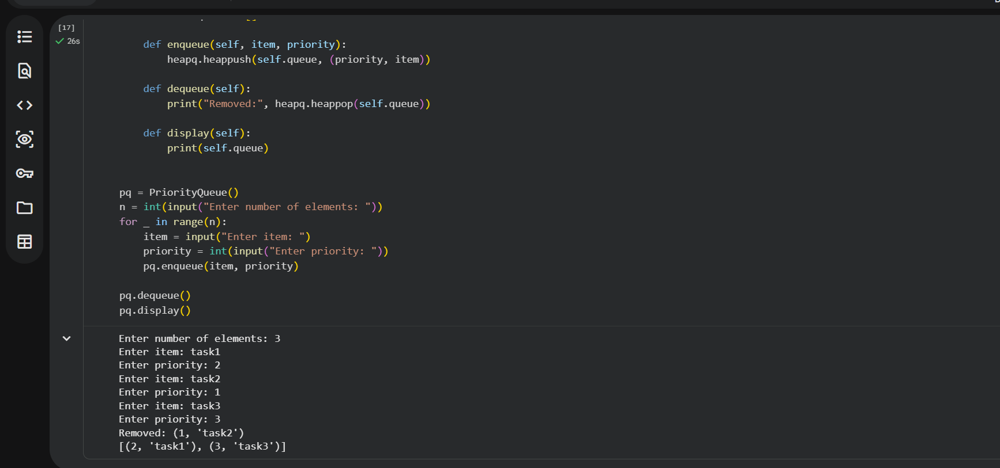 [17]
26s
    def enqueue(self, item, priority):
        heapq.heappush(self.queue, (priority, item))
    def dequeue(self):
        print("Removed:", heapq.heappop(self.queue))
    def display(self):
        print(self.queue)
pq = PriorityQueue()
n = int(input("Enter number of elements: "))
for _ in range(n):
    item = input("Enter item: ")
    priority = int(input("Enter priority: "))
    pq.enqueue(item, priority)
pq.dequeue()
pq.display()
Enter number of elements: 3
Enter item: task1
Enter priority: 2
Enter item: task2
Enter priority: 1
Enter item: task3
Enter priority: 3
Removed: (1, 'task2')
[(2, 'task1'), (3, 'task3')]